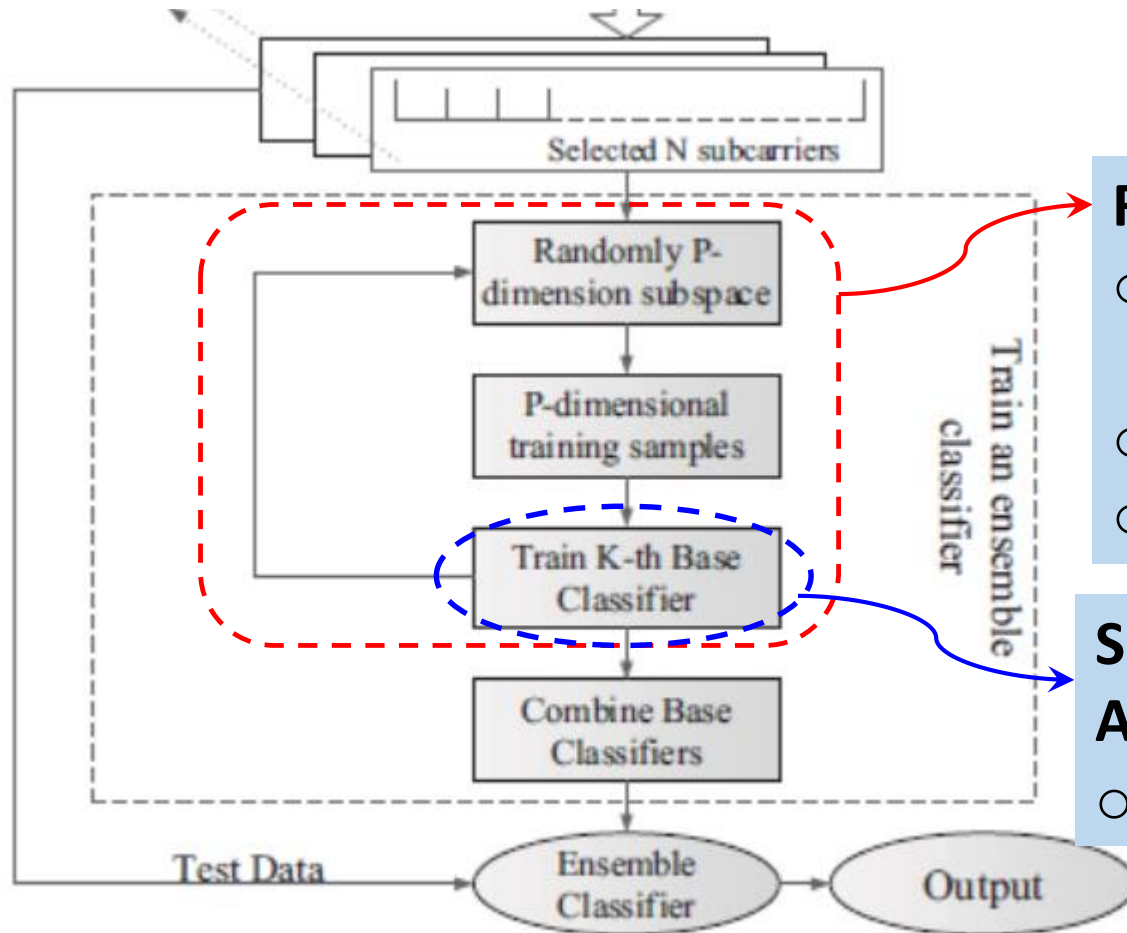 Selected N subcarriers
Randomly P-
dimension subspace
P-dimensional
training samples
Train K-th Base
Classifier
Combine Base
Classifiers
Train an ensemble
classifier
Test Data
Ensemble
Classifier
Output